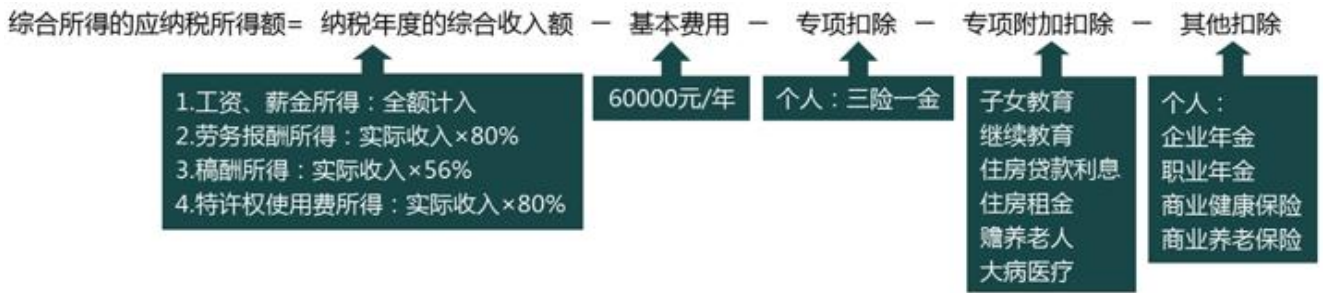 综合所得的应纳税所得额= 纳税年度的综合收入额 － 基本费用 － 专项扣除 － 专项附加扣除 － 其他扣除
1.工资、薪金所得：全额计入
2.劳务报酬所得：实际收入×80%
3.稿酬所得：实际收入×56%
4.特许权使用费所得：实际收入×80%
60000元/年
个人：三险一金
子女教育
继续教育
住房贷款利息
住房租金
赡养老人
大病医疗
个人：
企业年金
职业年金
商业健康保险
商业养老保险